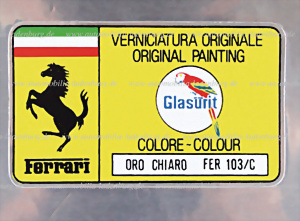 VERNICIATURA ORIGINALE
ORIGINAL PAINTING
Glasurit
COLORE-COLOUR
Ferrari
ORO CHIARO FER 103/C